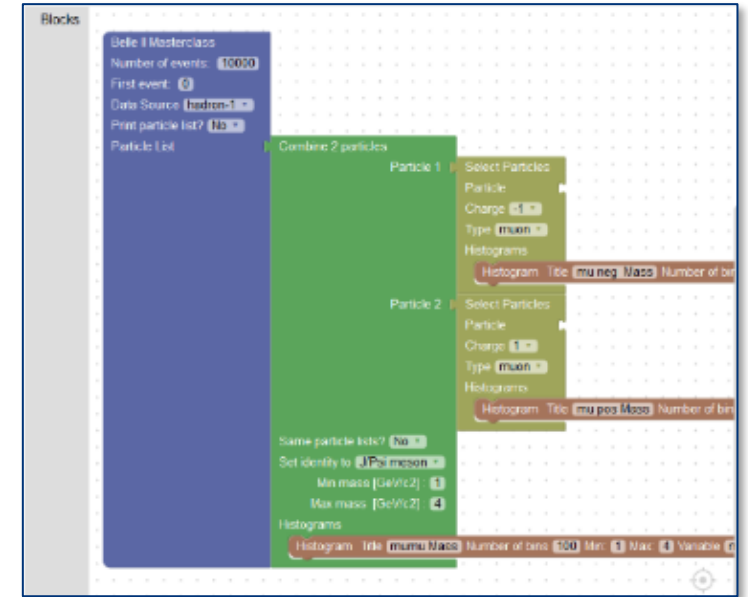 Blocks
Belle II Masterclass
Number of events: 10000
First event: 0
Data Source hadron-1
Print particle list? No
Particle List
Combine 2 particles
Particle 1
Select Particles
Particle
Charge -1
Type muon
Histograms
Histogram Title mu neg Mass Number of bin
Particle 2
Select Particles
Particle
Charge 1
Type muon
Histograms
Histogram Title mu pos Mass Number of bin
Same particle lists? No
Set identity to J/Psi meson
Min mass [GeV/c2] : 1
Max mass [GeV/c2] : 4
Histograms
Histogram Title mumu Mass Number of bins 100 Min: 1 Max: 4 Variable